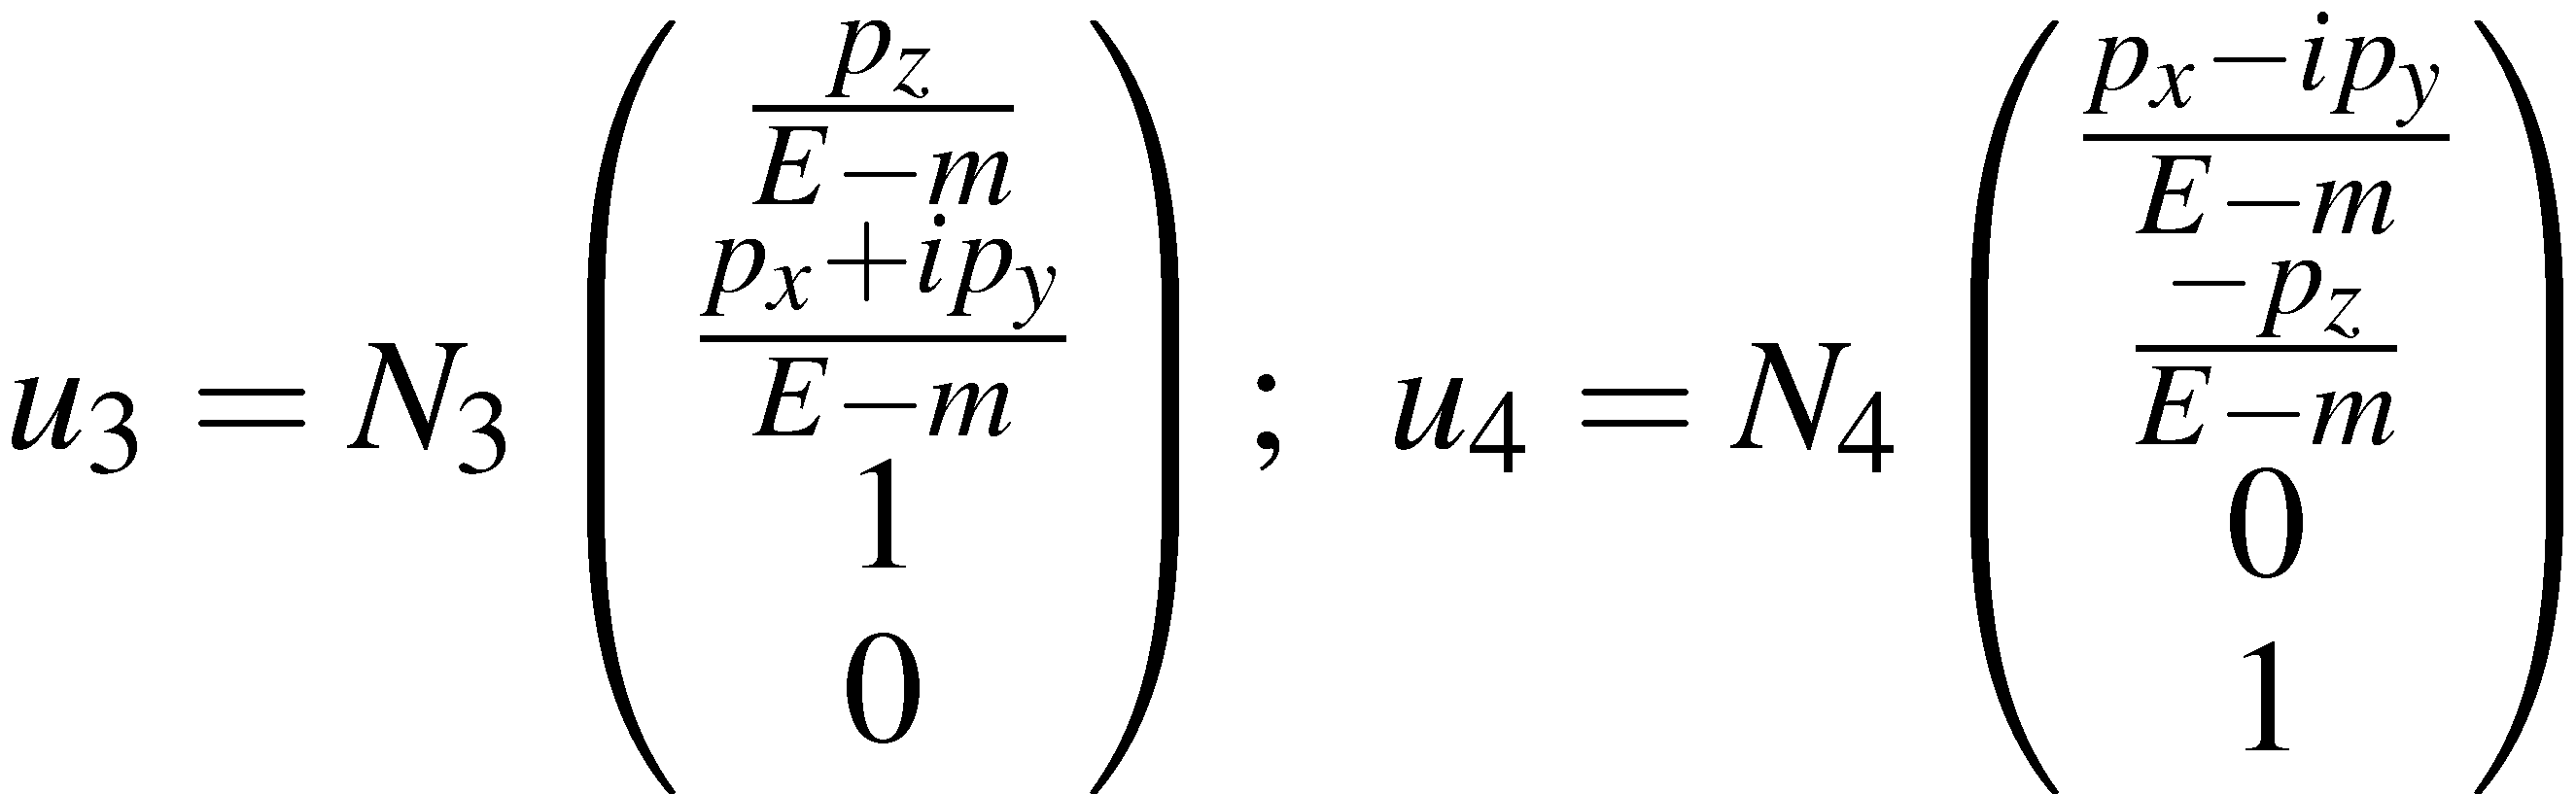 u_3 = N_3 \begin{pmatrix} \frac{p_z}{E-m} \\ \frac{p_x+ip_y}{E-m} \\ 1 \\ 0 \end{pmatrix}; u_4 = N_4 \begin{pmatrix} \frac{p_x-ip_y}{E-m} \\ \frac{-p_z}{E-m} \\ 0 \\ 1 \end{pmatrix}